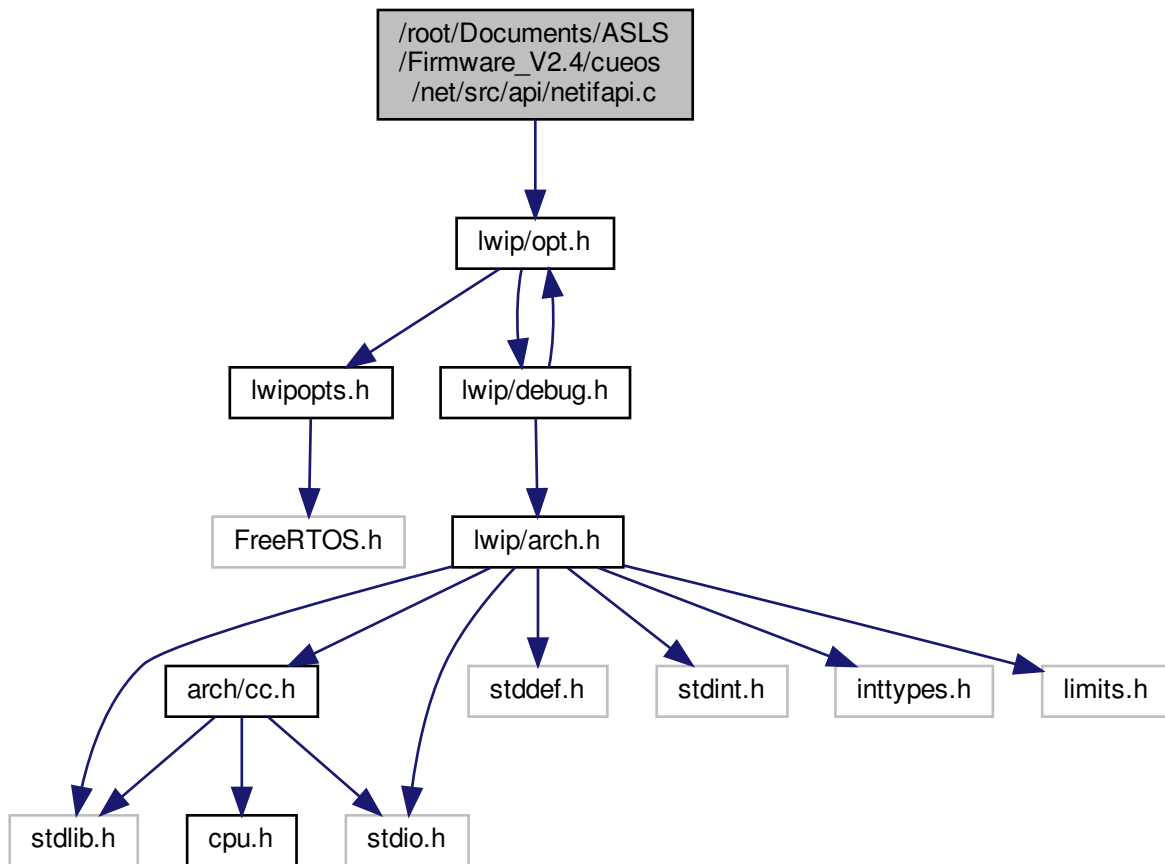 /root/Documents/ASLS
/Firmware_V2.4/cueos
/net/src/api/netifapi.c
lwip/opt.h
lwipopts.h
lwip/debug.h
FreeRTOS.h
lwip/arch.h
arch/cc.h
stddef.h
stdint.h
inttypes.h
limits.h
stdlib.h
cpu.h
stdio.h